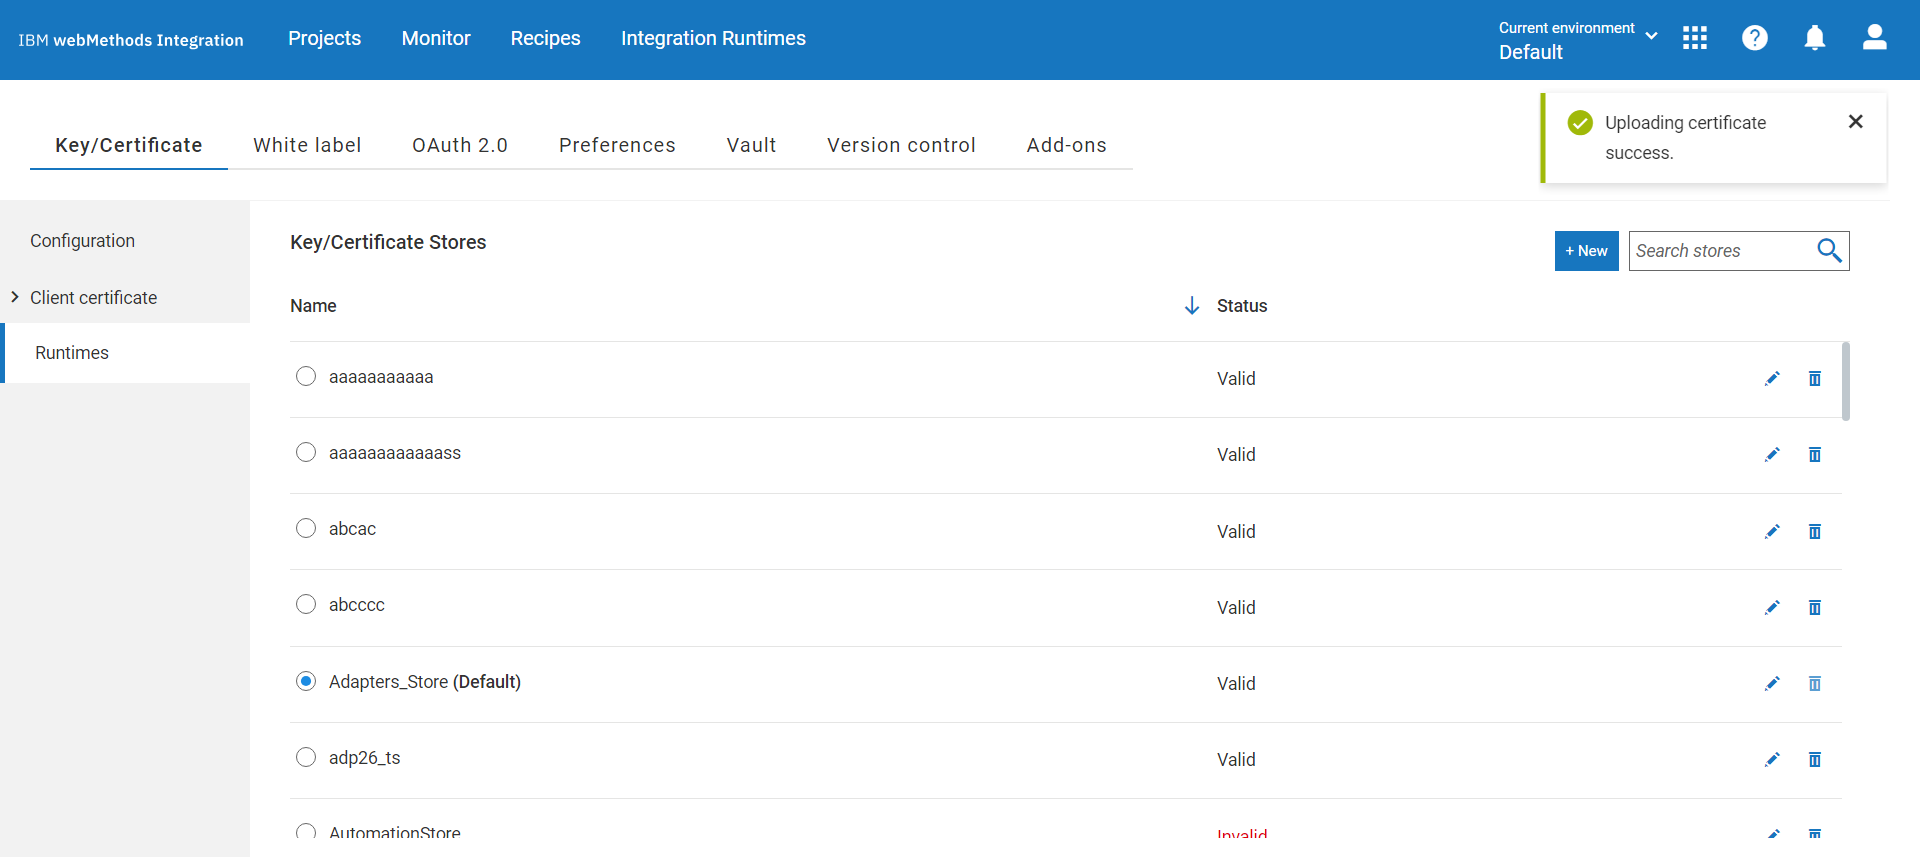 IBM webMethods Integration
Projects
Monitor
Recipes
Integration Runtimes
Current environment
Default
Key/Certificate
White label
OAuth 2.0
Preferences
Vault
Version control
Add-ons
Uploading certificate
success.
Configuration
Client certificate
Runtimes
Key/Certificate Stores
+ New
Search stores
Name
Status
aaaaaaaaaaa
Valid
aaaaaaaaaaaass
Valid
abcac
Valid
abcccc
Valid
Adapters_Store (Default)
Valid
adp26_ts
Valid
AutomationStore
Invalid